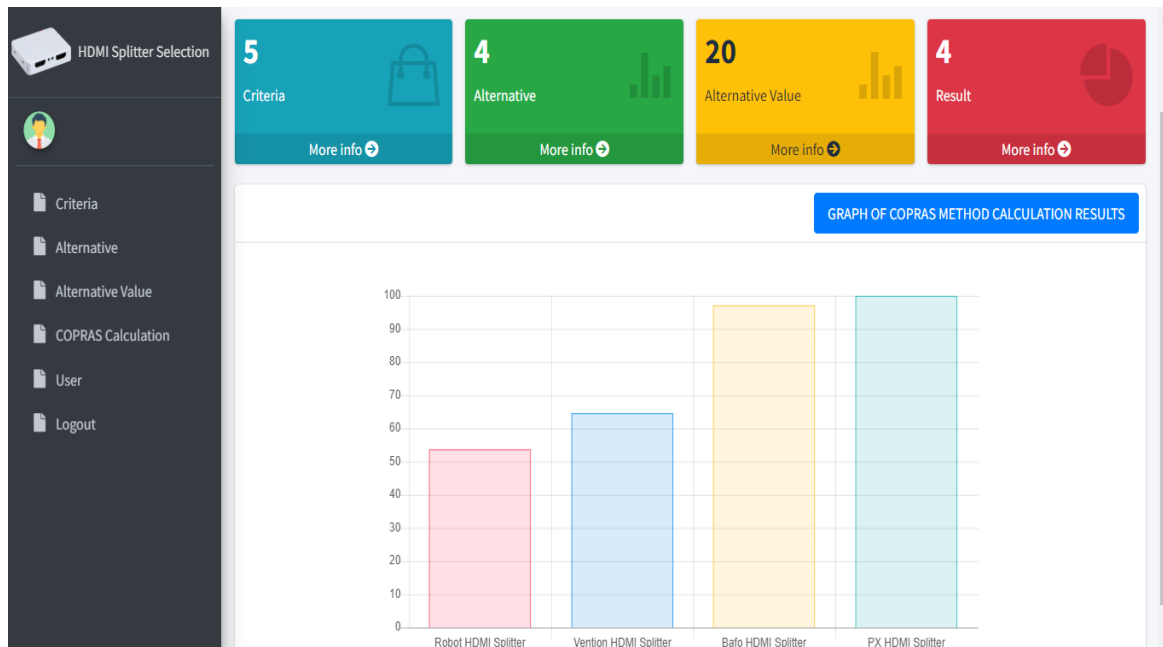 HDMI Splitter Selection
5
Criteria
More info
4
Alternative
More info
20
Alternative Value
More info
4
Result
More info
Criteria
Alternative
Alternative Value
COPRAS Calculation
User
Logout
GRAPH OF COPRAS METHOD CALCULATION RESULTS
100
90
80
70
60
50
40
30
20
10
0
Robot HDMI Splitter
Vention HDMI Splitter
Bafo HDMI Splitter
PX HDMI Splitter